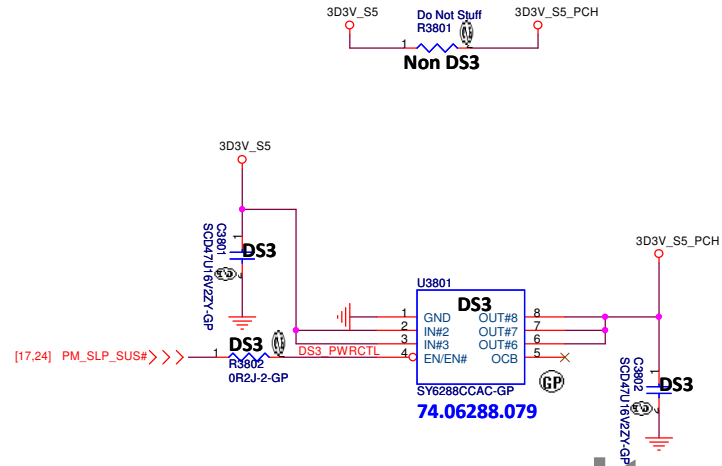 3D3V_S5
Do Not Stuff
R3801
3D3V_S5_PCH
1
Non DS3
3D3V_S5
C3801
SCD47U16V2ZY-GP
1
DS3
2
3D3V_S5_PCH
U3801
DS3
1 GND OUT#8 8
2 IN#2 OUT#7 7
3 IN#3 OUT#6 6
4 EN/EN# OCB 5
DS3_PWRCTL
[17,24] PM_SLP_SUS#
1
DS3
R3802
0R2J-2-GP
SY6288CCAC-GP
GP
74.06288.079
C3802
SCD47U16V2ZY-GP
1
DS3
2